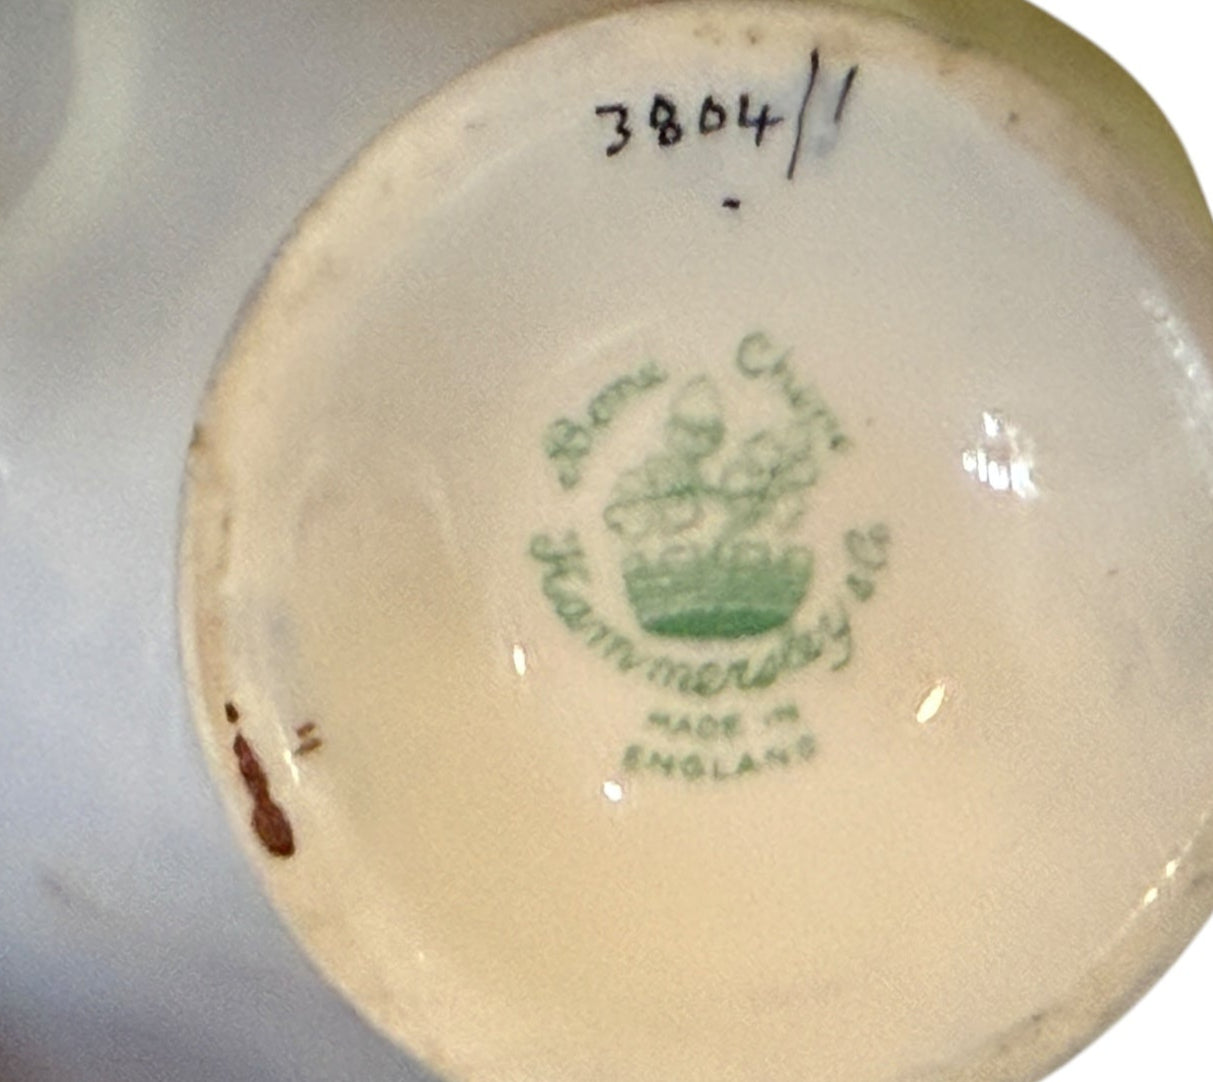 3804/1
Bone China
Hammersley & Co
MADE IN
ENGLAND